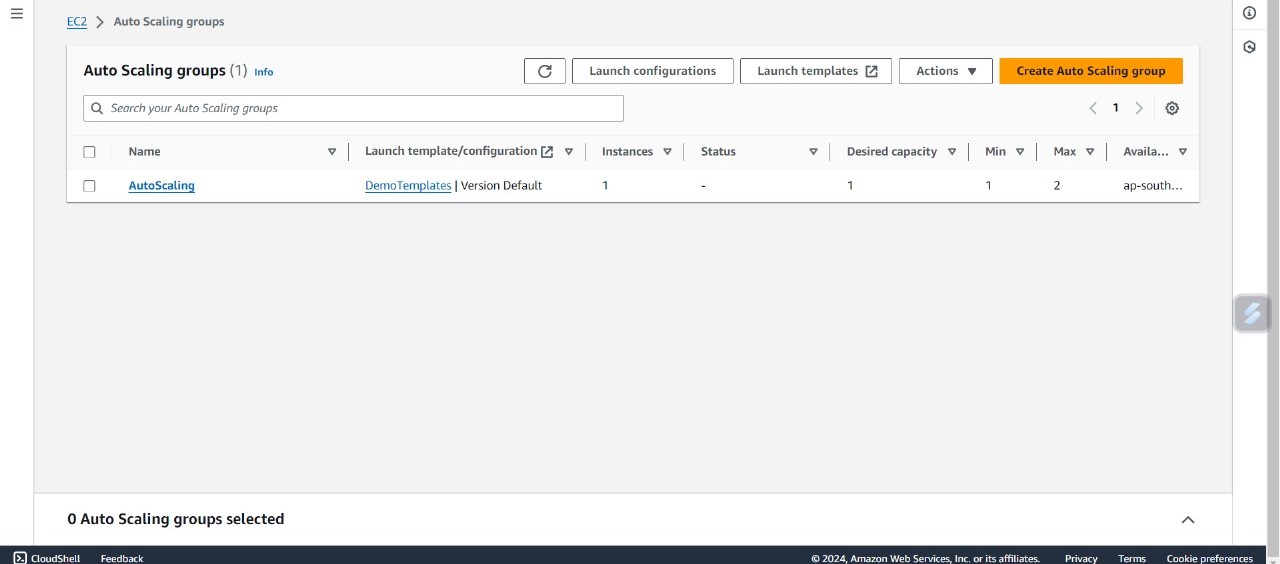 EC2 > Auto Scaling groups
Auto Scaling groups (1) Info
Launch configurations
Launch templates
Actions
Create Auto Scaling group
Search your Auto Scaling groups
1
Name Launch template/configuration Instances Status Desired capacity Min Max Availa...
AutoScaling DemoTemplates | Version Default 1 - 1 1 2 ap-south...
0 Auto Scaling groups selected
CloudShell Feedback © 2024, Amazon Web Services, Inc. or its affiliates. Privacy Terms Cookie preferences